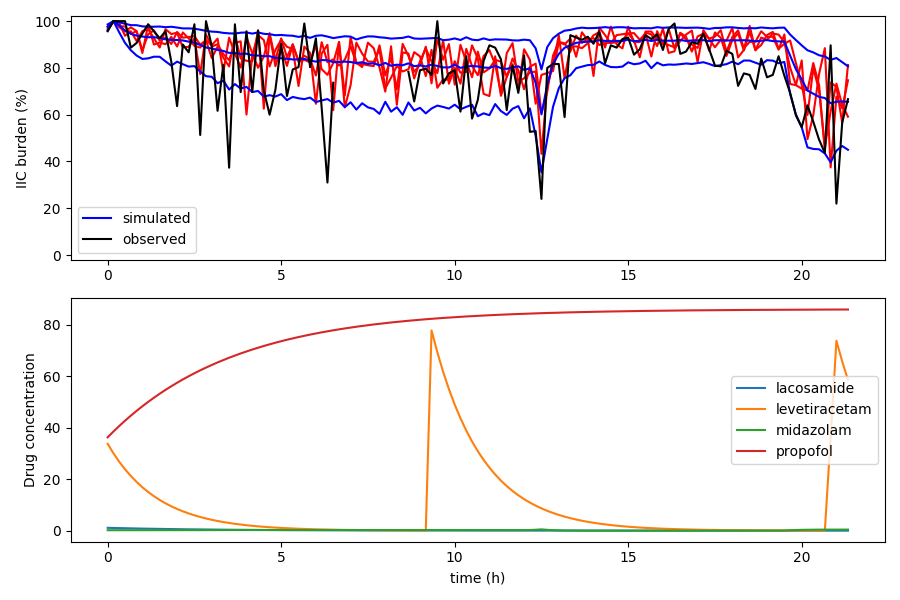 100
80
60
40
20
0
IIC burden (%)
simulated
observed
0 5 10 15 20
80
60
40
20
0
Drug concentration
lacosamide
levetiracetam
midazolam
propofol
0 5 10 15 20
time (h)